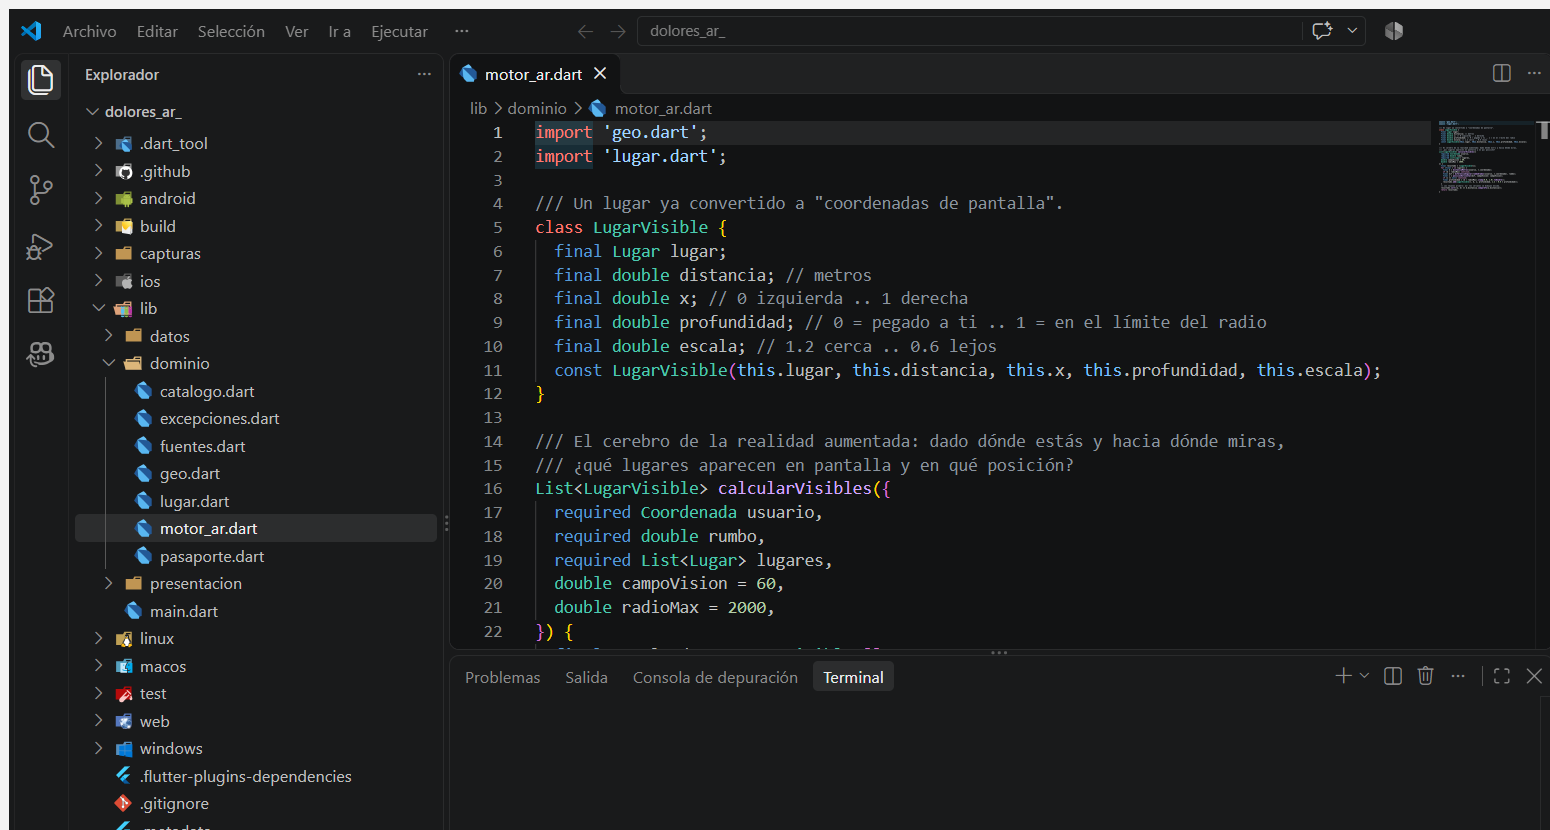 Archivo Editar Selección Ver Ir a Ejecutar ···
dolores_ar_
Explorador ···
dolores_ar_
.dart_tool
.github
android
build
capturas
ios
lib
datos
dominio
catalogo.dart
excepciones.dart
fuentes.dart
geo.dart
lugar.dart
motor_ar.dart
pasaporte.dart
presentacion
main.dart
linux
macos
test
web
windows
.flutter-plugins-dependencies
.gitignore
.metadata
motor_ar.dart
lib > dominio > motor_ar.dart
1 import 'geo.dart';
2 import 'lugar.dart';
3
4 /// Un lugar ya convertido a "coordenadas de pantalla".
5 class LugarVisible {
6 final Lugar lugar;
7 final double distancia; // metros
8 final double x; // 0 izquierda .. 1 derecha
9 final double profundidad; // 0 = pegado a ti .. 1 = en el límite del radio
10 final double escala; // 1.2 cerca .. 0.6 lejos
11 const LugarVisible(this.lugar, this.distancia, this.x, this.profundidad, this.escala);
12 }
13
14 /// El cerebro de la realidad aumentada: dado dónde estás y hacia dónde miras,
15 /// ¿qué lugares aparecen en pantalla y en qué posición?
16 List<LugarVisible> calcularVisibles({
17 required Coordenada usuario,
18 required double rumbo,
19 required List<Lugar> lugares,
20 double campoVision = 60,
21 double radioMax = 2000,
22 }) {
Problemas Salida Consola de depuración Terminal